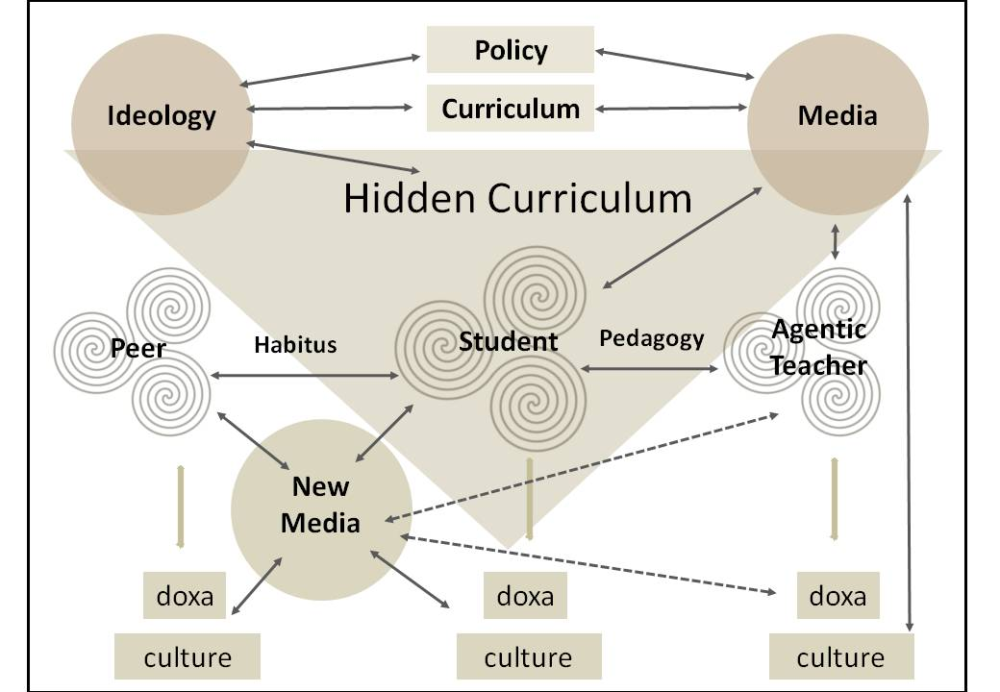 Policy
Ideology
Curriculum
Media
Hidden Curriculum
Peer
Habitus
Student
Pedagogy
Agentic
Teacher
New
Media
doxa
doxa
doxa
culture
culture
culture